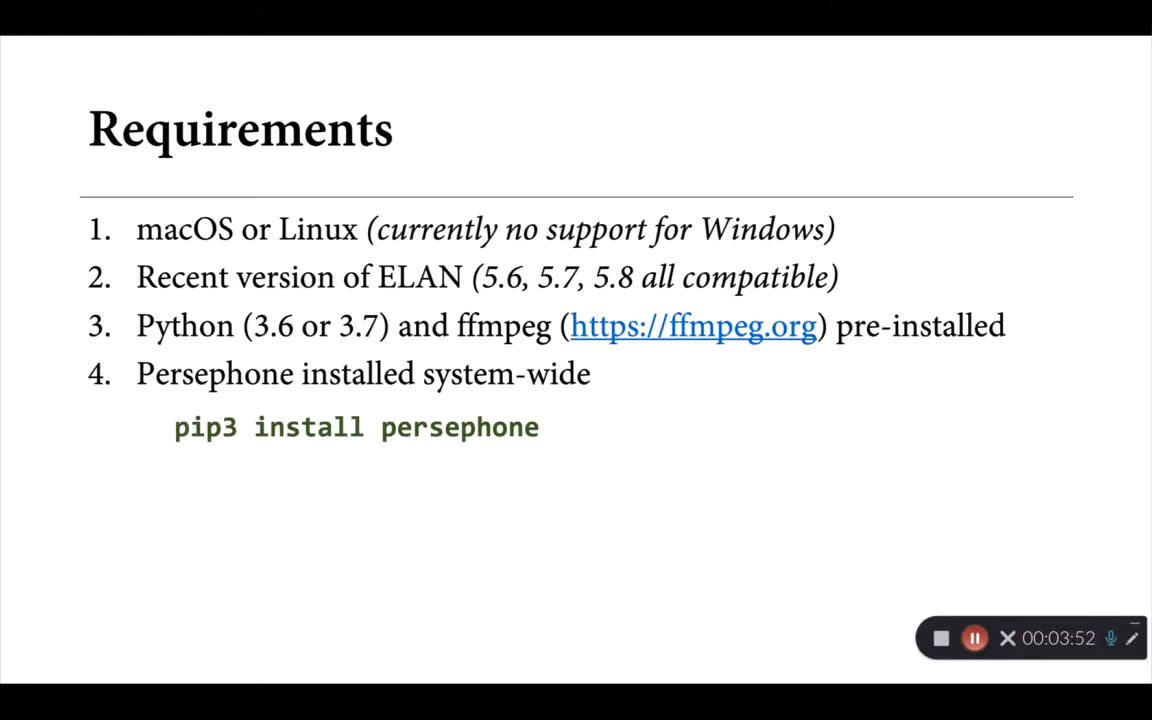 Requirements
1. macOS or Linux (currently no support for Windows)
2. Recent version of ELAN (5.6, 5.7, 5.8 all compatible)
3. Python (3.6 or 3.7) and ffmpeg (https://ffmpeg.org) pre-installed
4. Persephone installed system-wide
pip3 install persephone
00:03:52